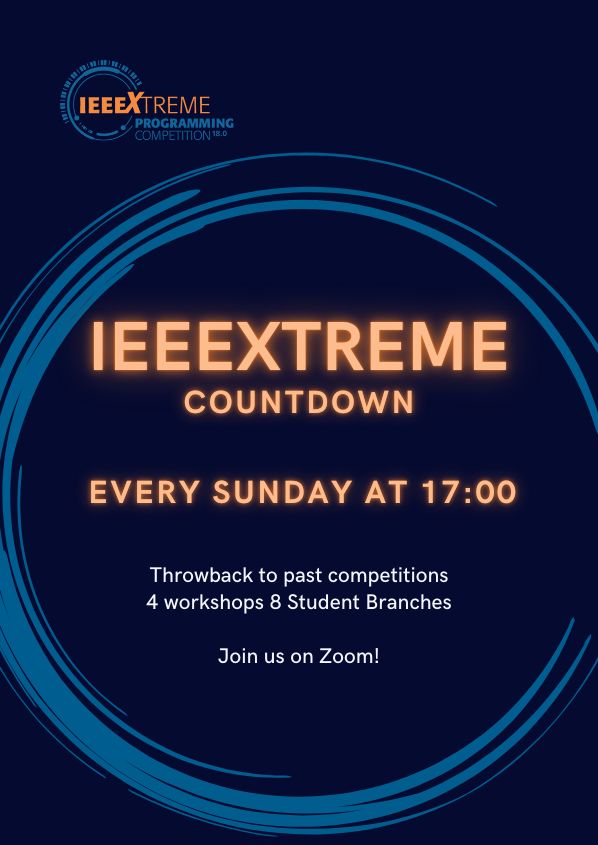 IEEEXTREME
PROGRAMMING
COMPETITION 18.0
IEEEXTREME
COUNTDOWN
EVERY SUNDAY AT 17:00
Throwback to past competitions
4 workshops 8 Student Branches
Join us on Zoom!